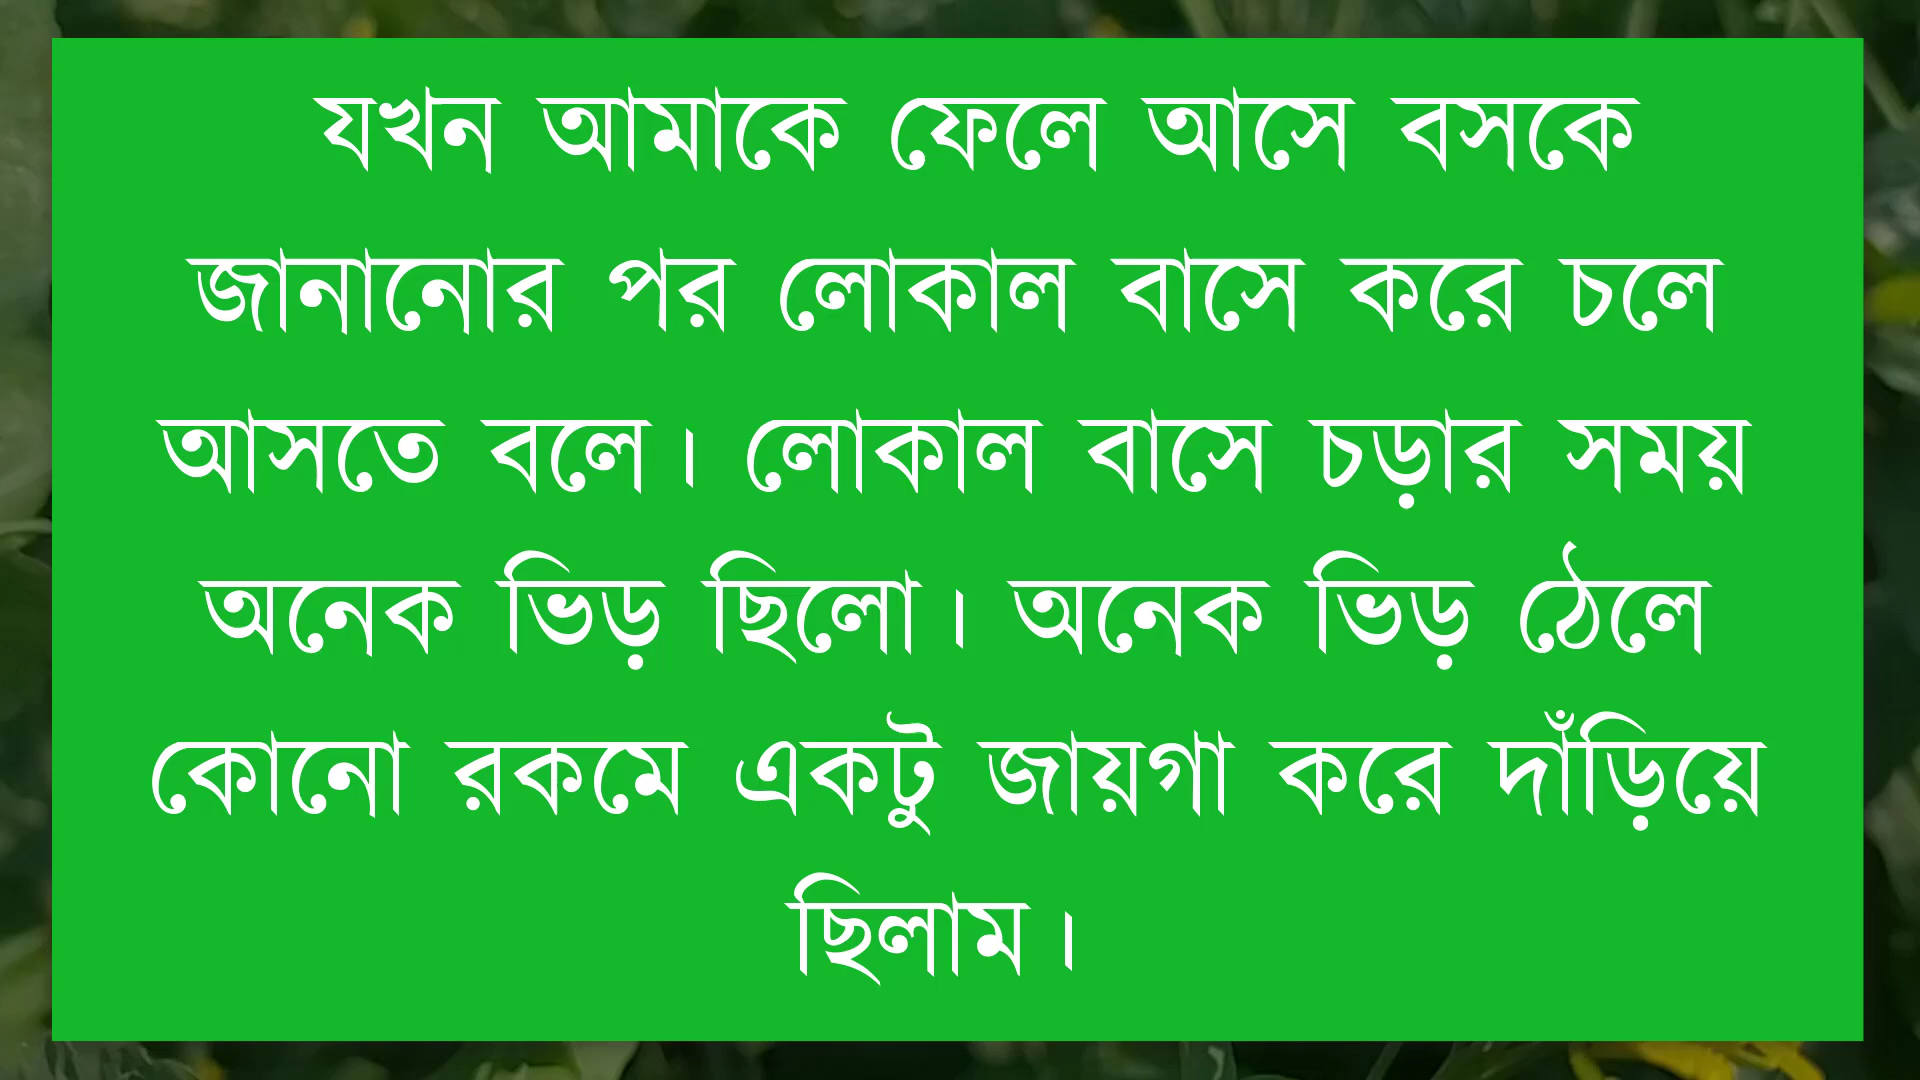 যখন আমাকে ফেলে আসে বসকে
জানানোর পর লোকাল বাসে করে চলে
আসতে বলে। লোকাল বাসে চড়ার সময়
অনেক ভিড় ছিলো। অনেক ভিড় ঠেলে
কোনো রকমে একটু জায়গা করে দাঁড়িয়ে
ছিলাম।